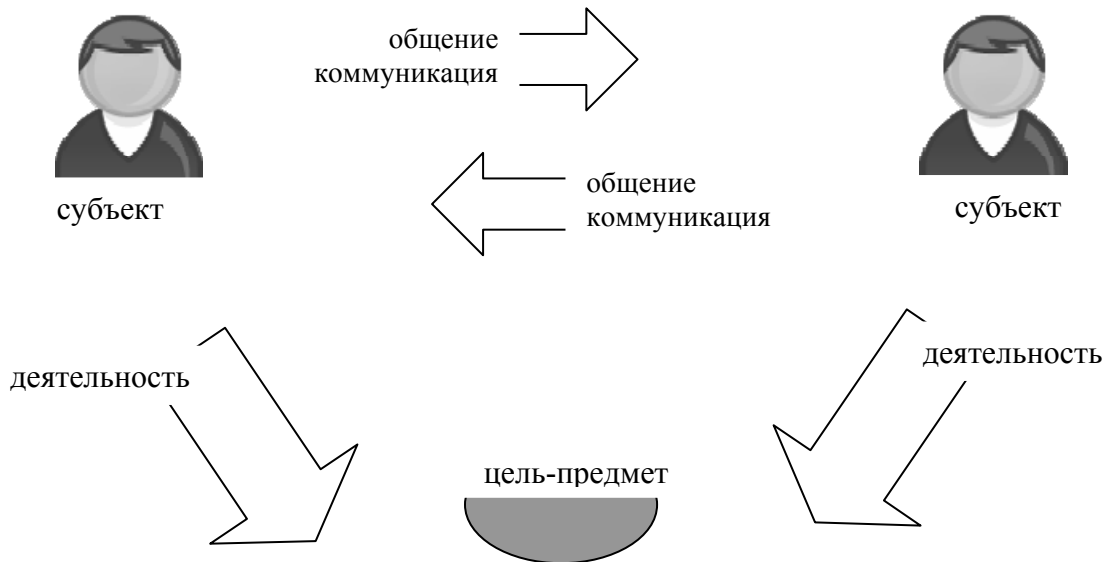 общение
коммуникация
общение
коммуникация
субъект
субъект
деятельность
деятельность
цель-предмет